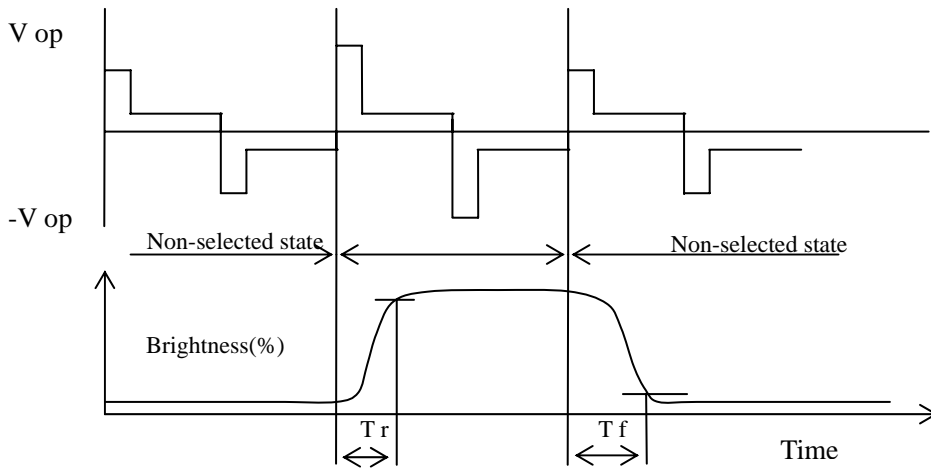 V op
-V op
Non-selected state
Non-selected state
Brightness(%)
T r
T f
Time